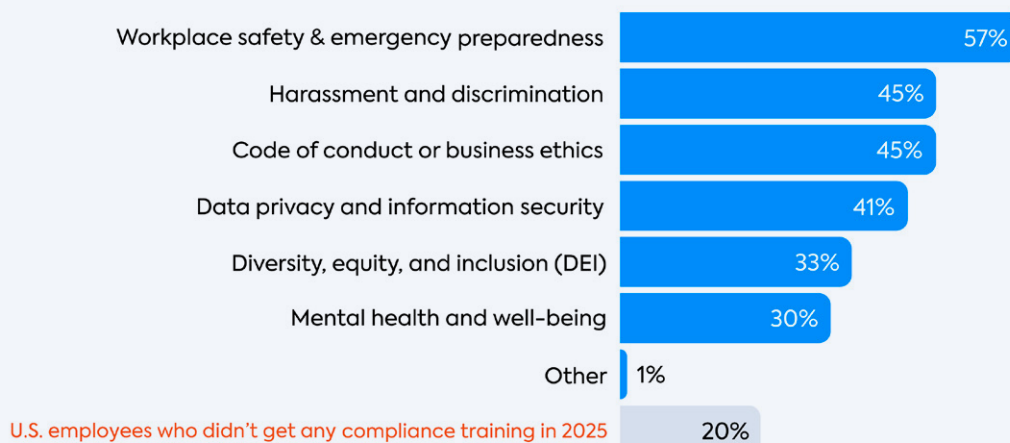 Workplace safety & emergency preparedness 57%
Harassment and discrimination 45%
Code of conduct or business ethics 45%
Data privacy and information security 41%
Diversity, equity, and inclusion (DEI) 33%
Mental health and well-being 30%
Other 1%
U.S. employees who didn’t get any compliance training in 2025 20%